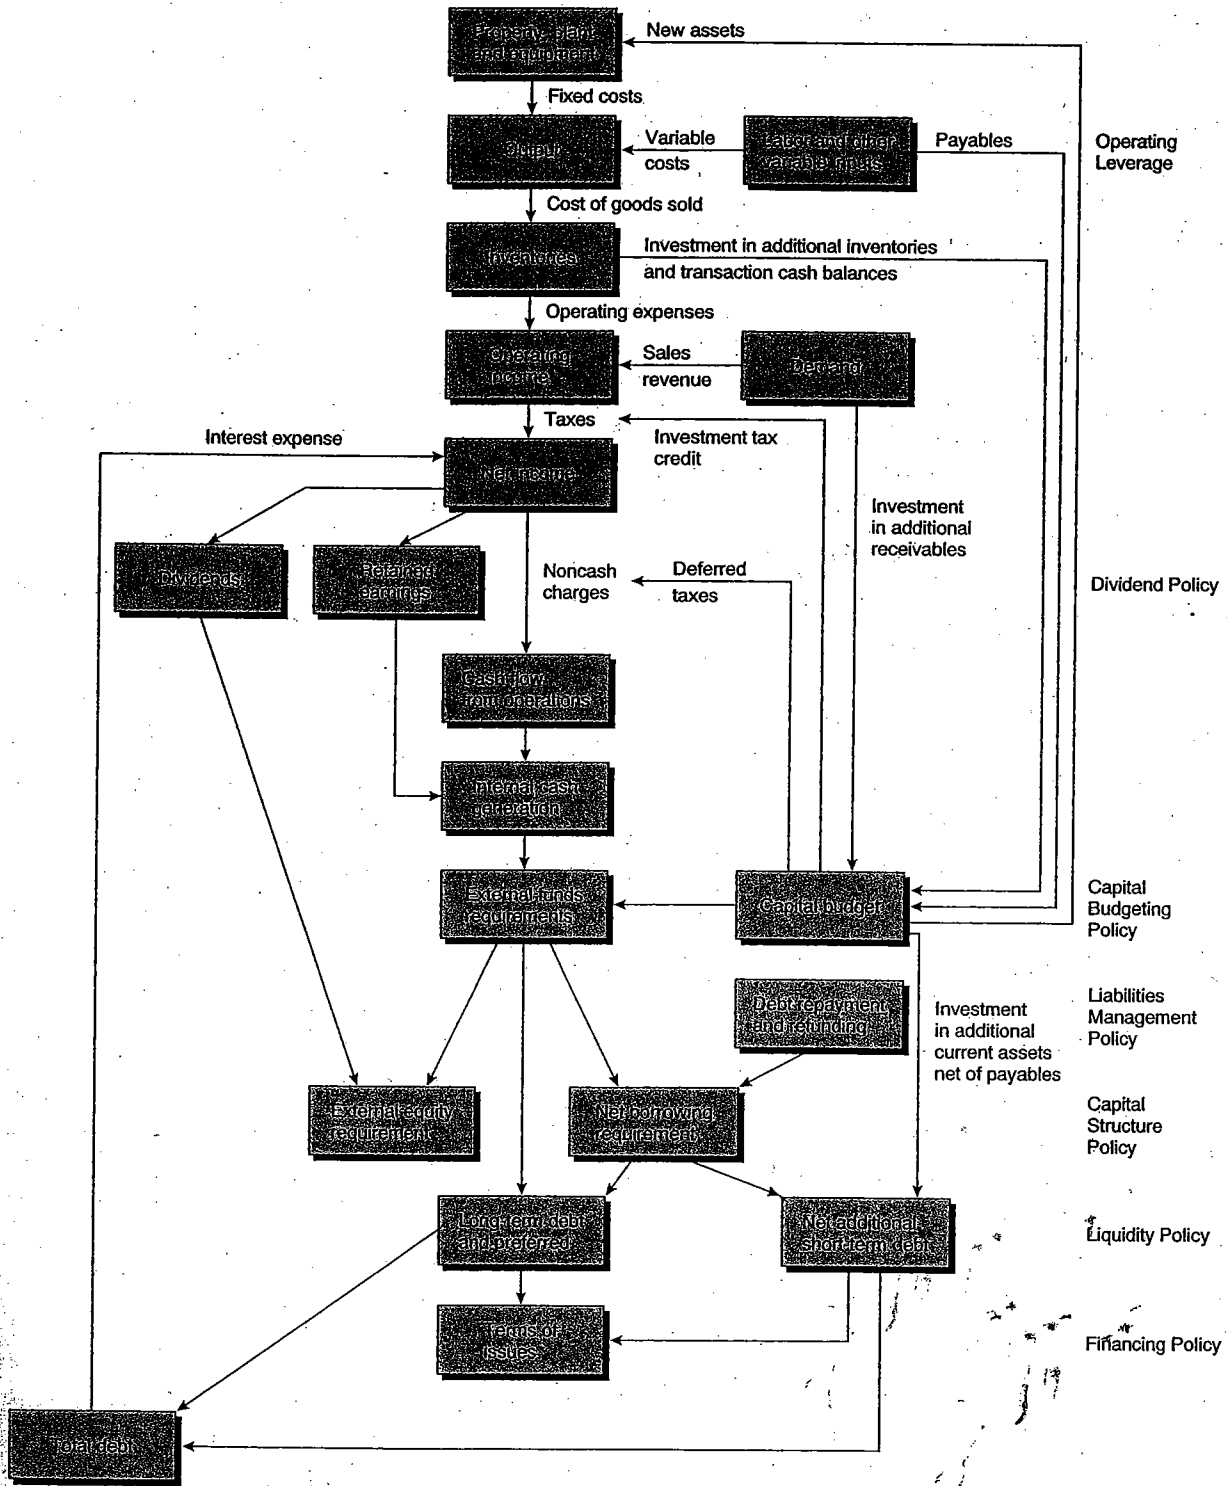 Property, plant
and equipment
New assets
Fixed costs
Output
Variable
costs
Labor and other
variable inputs
Payables
Operating
Leverage
Cost of goods sold
Inventories
Investment in additional inventories
and transaction cash balances
Operating expenses
Operating
income
Sales
revenue
Demand
Taxes
Investment tax
credit
Interest expense
Net income
Investment
in additional
receivables
Dividends
Retained
earnings
Noncash
charges
Deferred
taxes
Dividend Policy
Cash flow
from operations
Internal cash
generation
External funds
requirements
Capital budget
Capital
Budgeting
Policy
Debt repayment
and refunding
Investment
in additional
current assets
net of payables
Liabilities
Management
Policy
External equity
requirement
Net borrowing
requirement
Capital
Structure
Policy
Long-term debt
and preferred
Net additional
short-term debt
Liquidity Policy
Terms of
issues
Financing Policy
Total debt